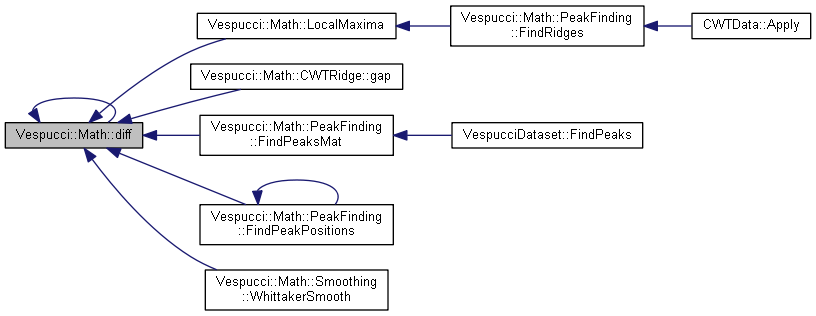 Vespucci::Math::LocalMaxima
Vespucci::Math::PeakFinding
::FindRidges
CWTData::Apply
Vespucci::Math::CWTRidge::gap
Vespucci::Math::diff
Vespucci::Math::PeakFinding
::FindPeaksMat
VespucciDataset::FindPeaks
Vespucci::Math::PeakFinding
::FindPeakPositions
Vespucci::Math::Smoothing
::WhittakerSmooth